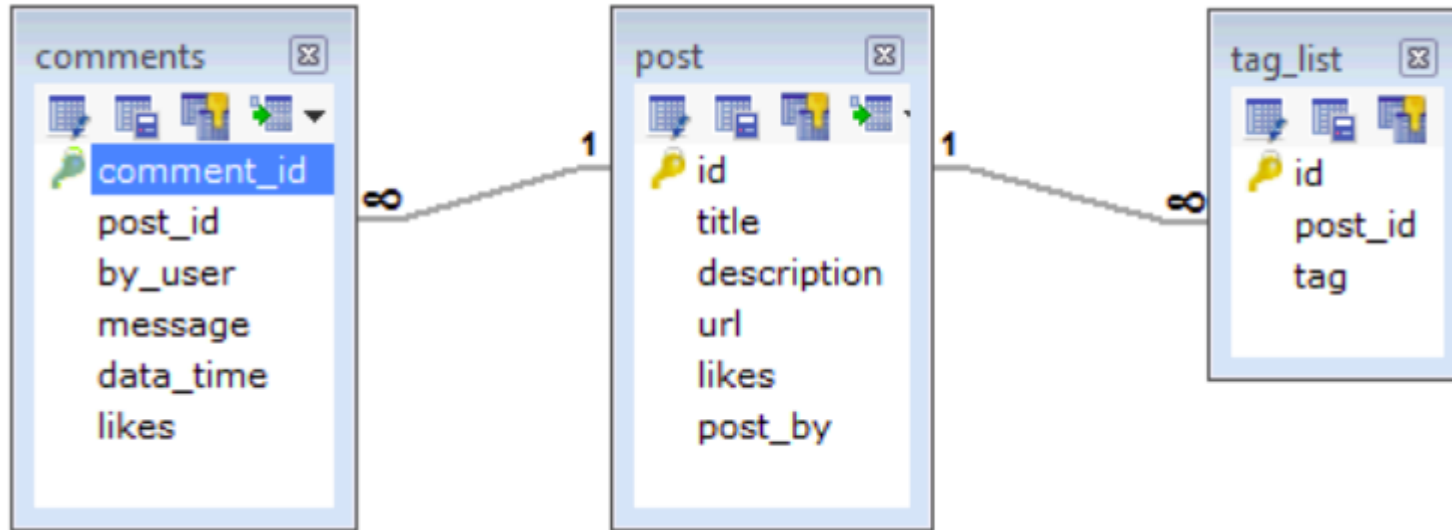 comments
comment_id
post_id
by_user
message
data_time
likes
∞
1
post
id
title
description
url
likes
post_by
1
∞
tag_list
id
post_id
tag